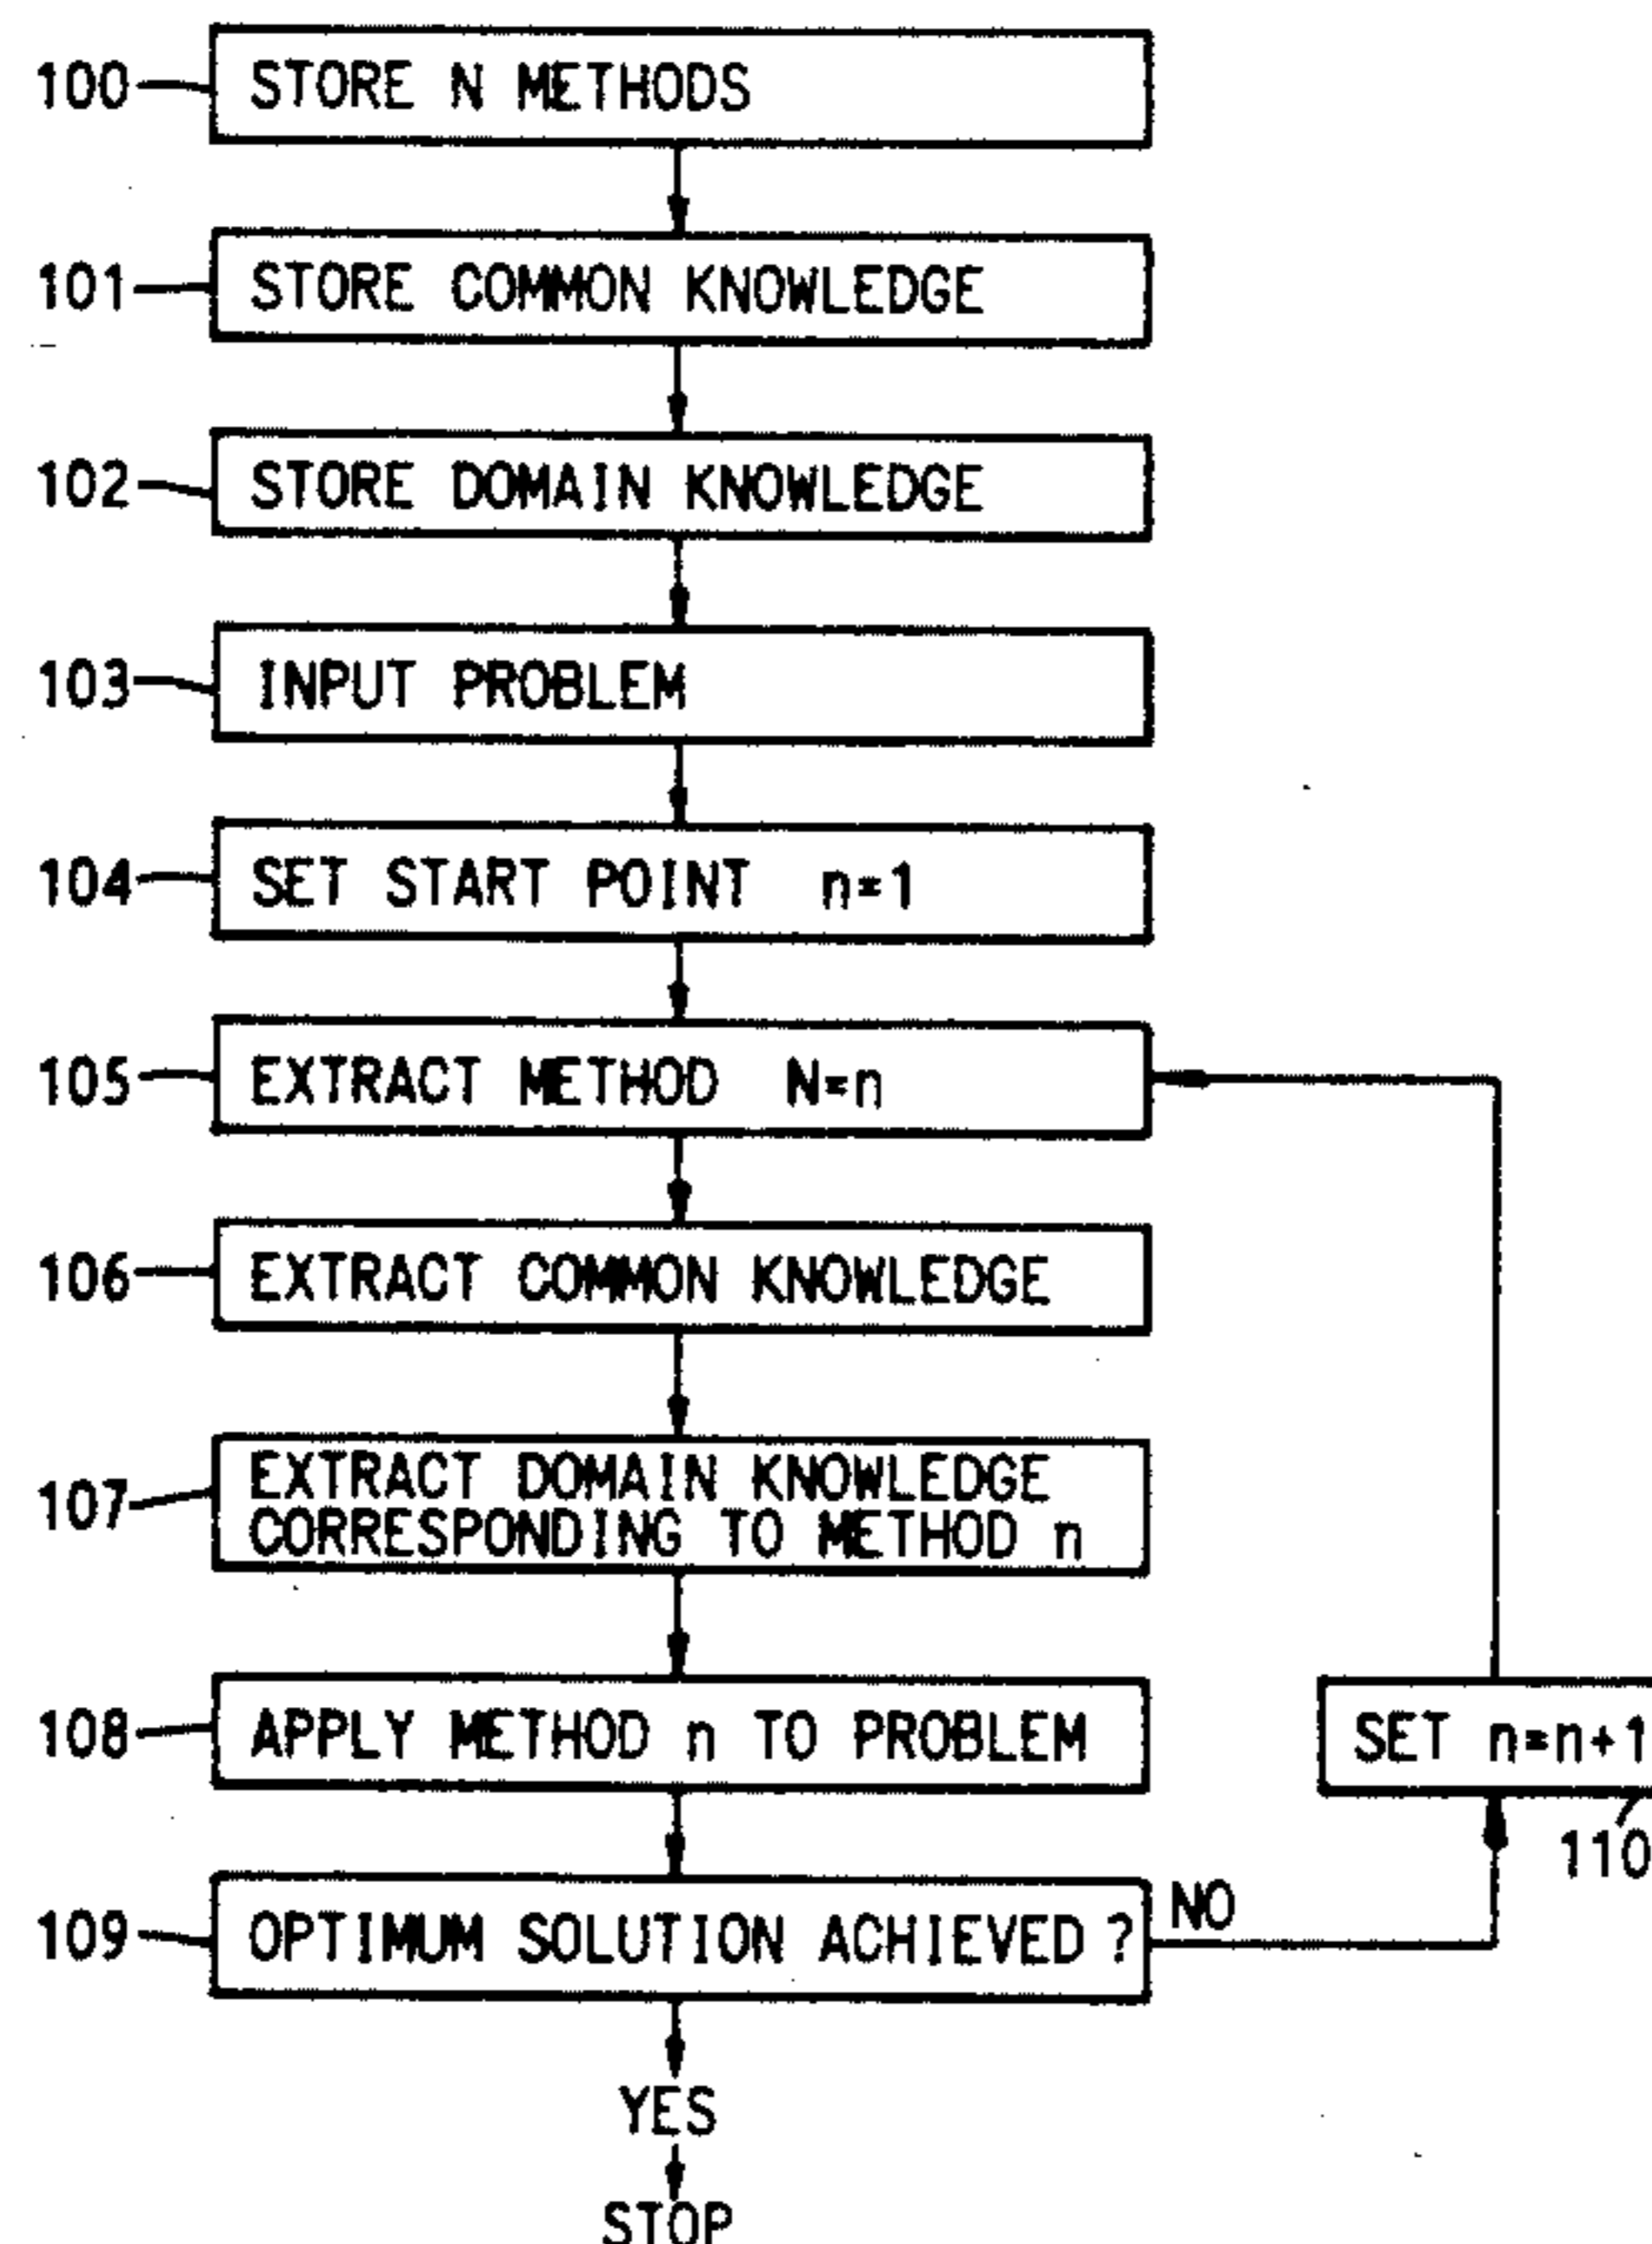 100 STORE N METHODS
101 STORE COMMON KNOWLEDGE
102 STORE DOMAIN KNOWLEDGE
103 INPUT PROBLEM
104 SET START POINT n=1
105 EXTRACT METHOD N=n
106 EXTRACT COMMON KNOWLEDGE
107 EXTRACT DOMAIN KNOWLEDGE
CORRESPONDING TO METHOD n
108 APPLY METHOD n TO PROBLEM
SET n=n+1
110
109 OPTIMUM SOLUTION ACHIEVED ?
NO
YES
STOP